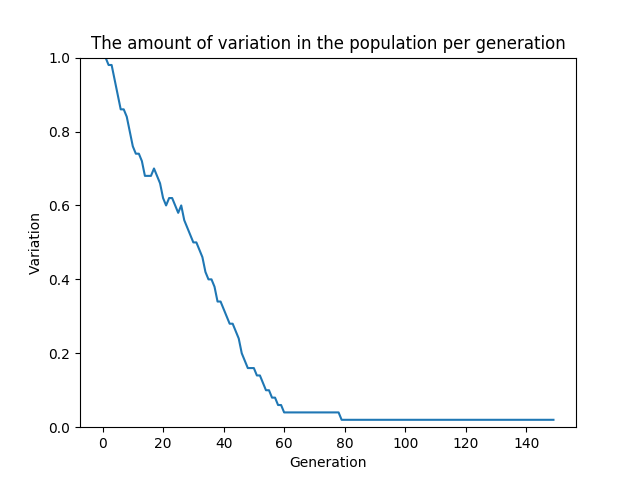 The amount of variation in the population per generation
1.0
0.8
0.6
0.4
0.2
0.0
Variation
0 20 40 60 80 100 120 140
Generation